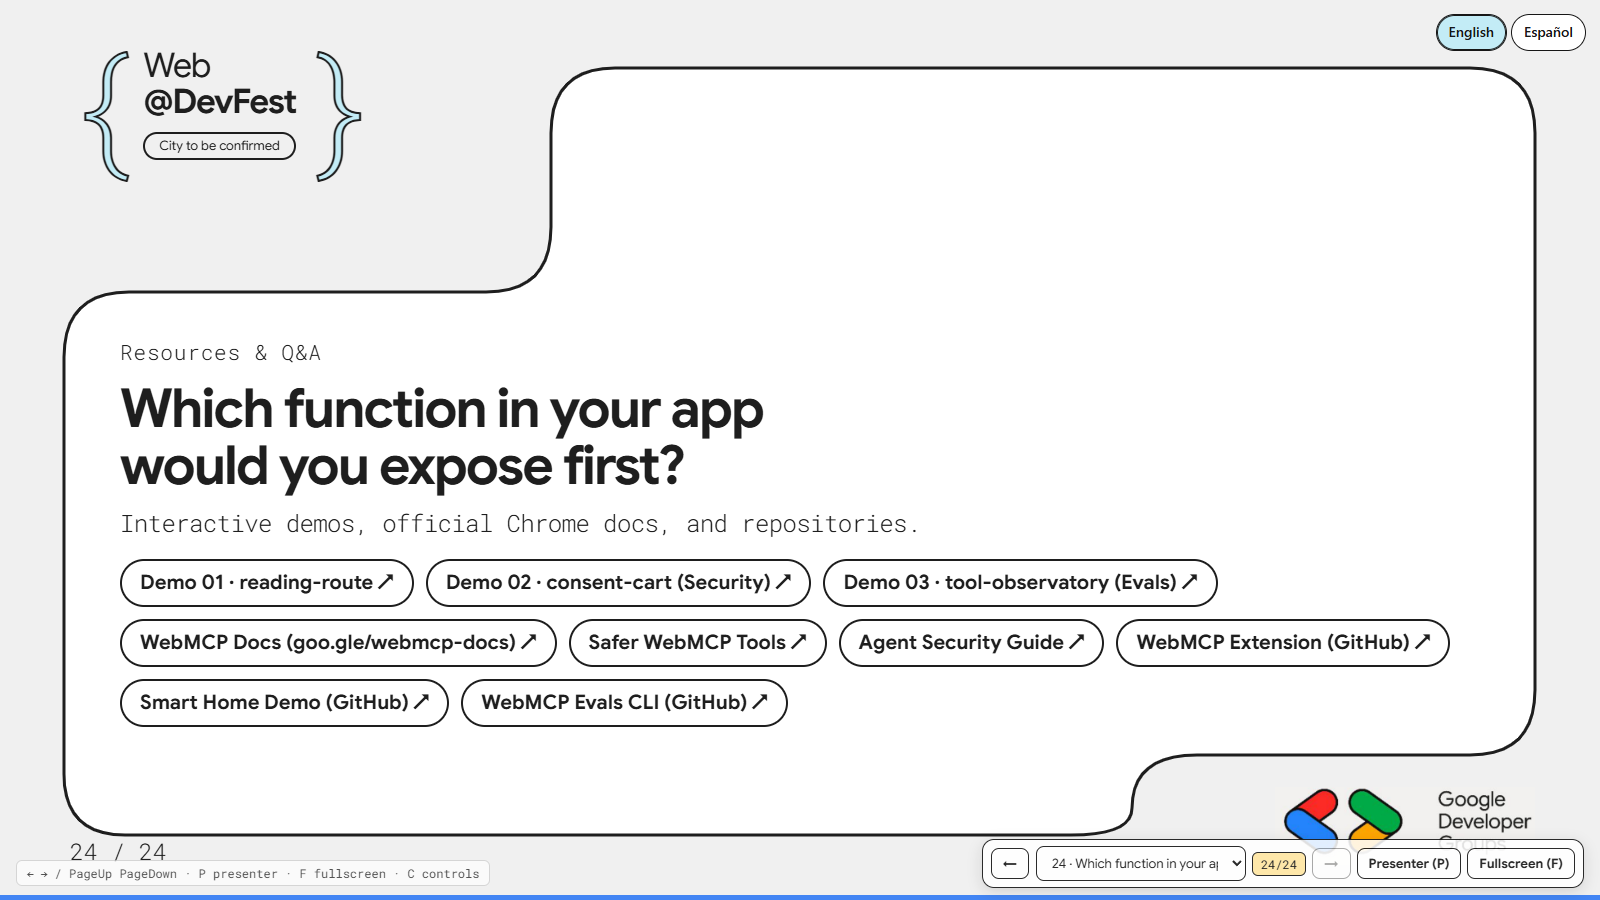 English
Español
Web
@DevFest
City to be confirmed
Resources & Q&A
Which function in your app
would you expose first?
Interactive demos, official Chrome docs, and repositories.
Demo 01 · reading-route ↗
Demo 02 · consent-cart (Security) ↗
Demo 03 · tool-observatory (Evals) ↗
WebMCP Docs (goo.gle/webmcp-docs) ↗
Safer WebMCP Tools ↗
Agent Security Guide ↗
WebMCP Extension (GitHub) ↗
Smart Home Demo (GitHub) ↗
WebMCP Evals CLI (GitHub) ↗
Google
Developer
Groups
24 / 24
← → / PageUp PageDown · P presenter · F fullscreen · C controls
←
24 · Which function in your ap
24/24
→
Presenter (P)
Fullscreen (F)